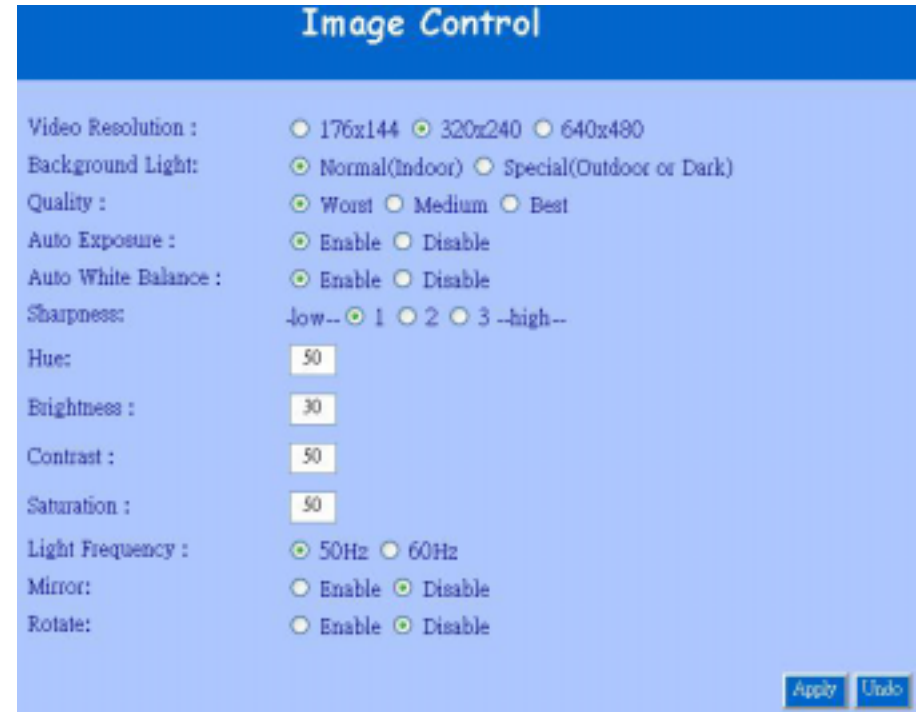 Image Control
Video Resolution : 176x144 320x240 640x480
Background Light: Normal(Indoor) Special(Outdoor or Dark)
Quality : Worst Medium Best
Auto Exposure : Enable Disable
Auto White Balance : Enable Disable
Sharpness: -low-- 1 2 3 --high--
Hue: 50
Brightness : 30
Contrast : 50
Saturation : 50
Light Frequency : 50Hz 60Hz
Mirror: Enable Disable
Rotate: Enable Disable
Apply Undo